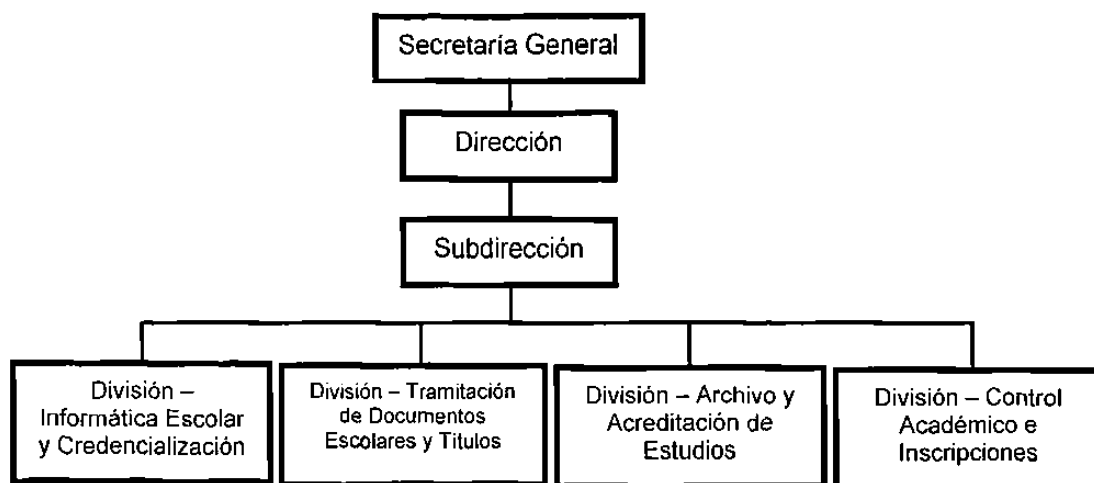 Secretaría General
Dirección
Subdirección
División –
Informática Escolar
y Credencialización
División – Tramitación
de Documentos
Escolares y Titulos
División – Archivo y
Acreditación de
Estudios
División – Control
Académico e
Inscripciones